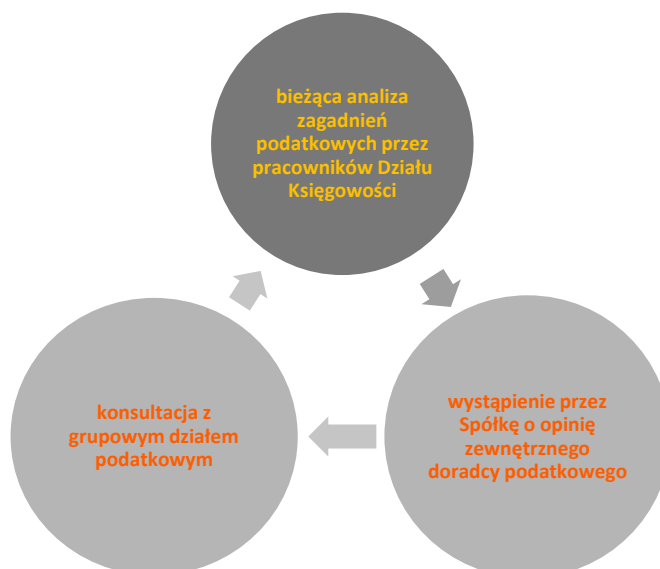 bieżąca analiza
zagadnień
podatkowych przez
pracowników Działu
Księgowości
wystąpienie przez
Spółkę o opinię
zewnętrznego
doradcy podatkowego
konsultacja z
grupowym działem
podatkowym